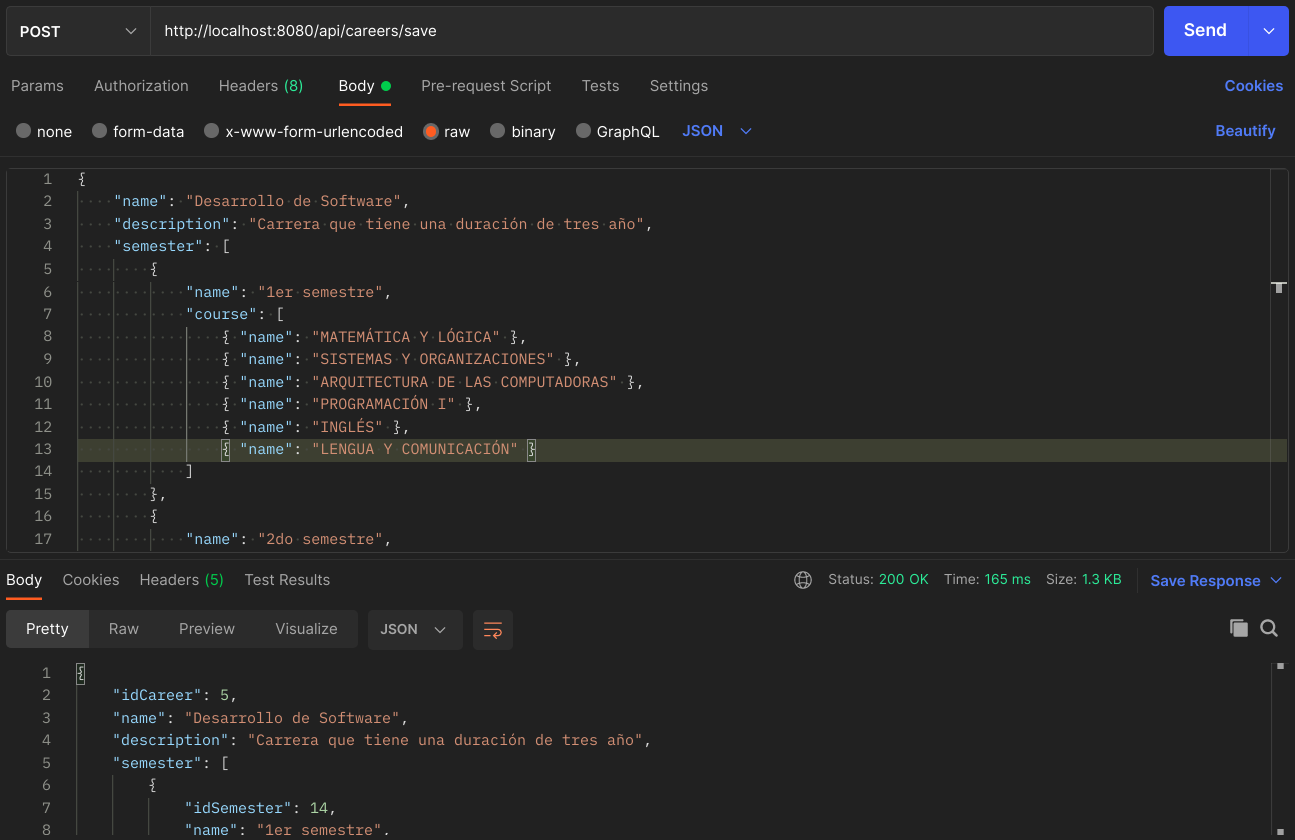 POST http://localhost:8080/api/careers/save Send
Params Authorization Headers (8) Body Pre-request Script Tests Settings Cookies
none form-data x-www-form-urlencoded raw binary GraphQL JSON Beautify
1 {
2 "name": "Desarrollo de Software",
3 "description": "Carrera que tiene una duración de tres año",
4 "semester": [
5 {
6 "name": "1er semestre",
7 "course": [
8 { "name": "MATEMÁTICA Y LÓGICA" },
9 { "name": "SISTEMAS Y ORGANIZACIONES" },
10 { "name": "ARQUITECTURA DE LAS COMPUTADORAS" },
11 { "name": "PROGRAMACIÓN I" },
12 { "name": "INGLÉS" },
13 { "name": "LENGUA Y COMUNICACIÓN" }
14 ]
15 },
16 {
17 "name": "2do semestre",
Body Cookies Headers (5) Test Results Status: 200 OK Time: 165 ms Size: 1.3 KB Save Response
Pretty Raw Preview Visualize JSON
1 {
2 "idCareer": 5,
3 "name": "Desarrollo de Software",
4 "description": "Carrera que tiene una duración de tres año",
5 "semester": [
6 {
7 "idSemester": 14,
8 "name": "1er semestre",